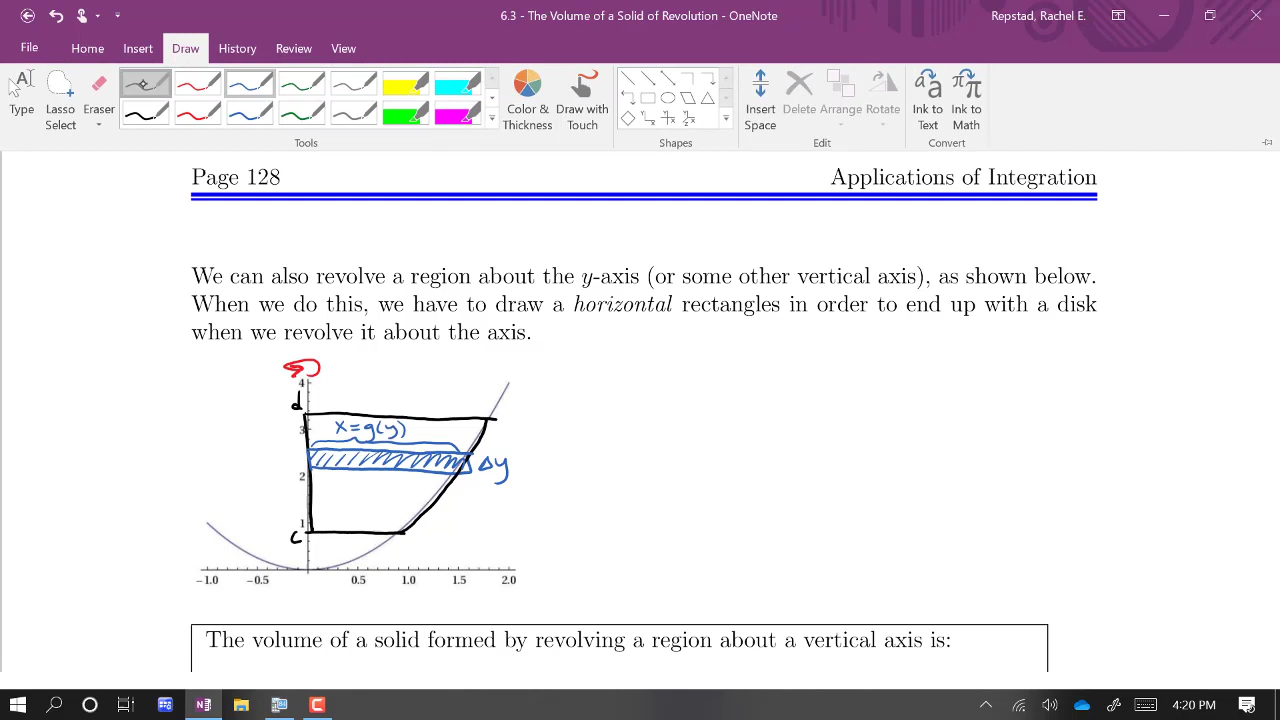 6.3 - The Volume of a Solid of Revolution - OneNote
Repstad, Rachel E.
File Home Insert Draw History Review View
Type
Lasso Select
Eraser
Color & Thickness
Draw with Touch
Insert Space
Delete
Arrange
Rotate
Ink to Text
Ink to Math
Tools
Shapes
Edit
Convert
Page 128
Applications of Integration
We can also revolve a region about the y-axis (or some other vertical axis), as shown below.
When we do this, we have to draw a horizontal rectangles in order to end up with a disk
when we revolve it about the axis.
4
d
3
x=g(y)
2
Δy
1
c
-1.0 -0.5 0.5 1.0 1.5 2.0
The volume of a solid formed by revolving a region about a vertical axis is:
4:20 PM